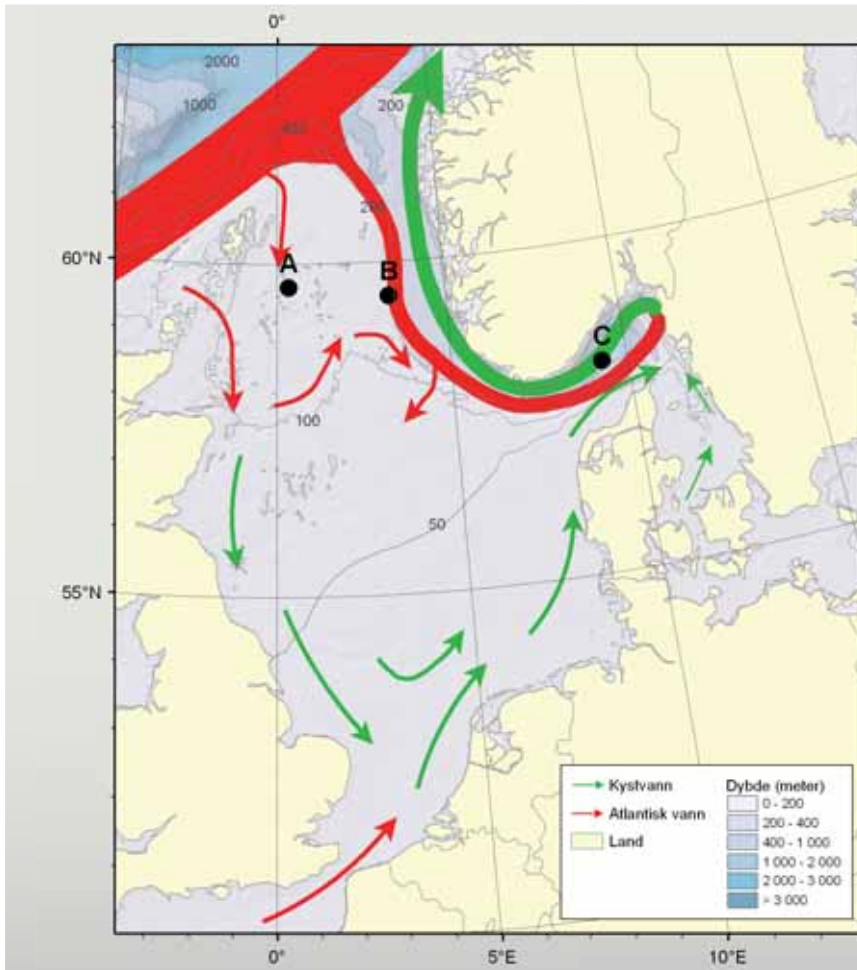 0°
2000
1000
200
400
200
60°N
A
B
C
100
50
55°N
Kystvann
Atlantisk vann
Land
Dybde (meter)
0 - 200
200 - 400
400 - 1 000
1 000 - 2 000
2 000 - 3 000
> 3 000
0°
5°E
10°E